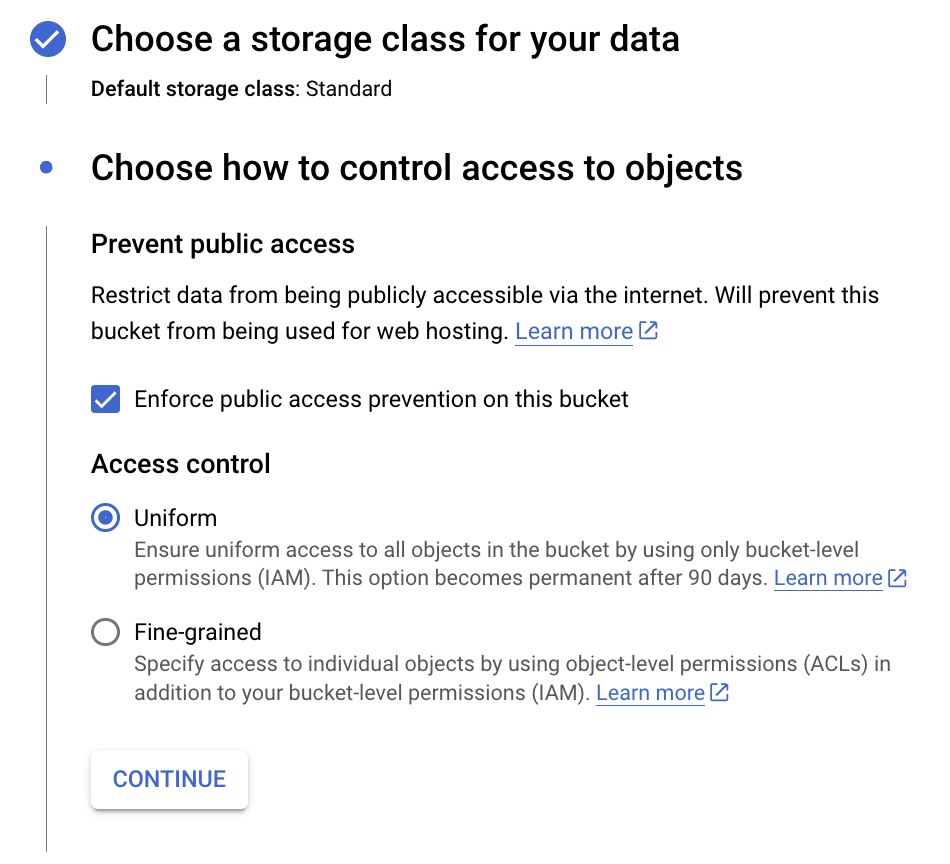 Choose a storage class for your data
Default storage class: Standard
Choose how to control access to objects
Prevent public access
Restrict data from being publicly accessible via the internet. Will prevent this
bucket from being used for web hosting. Learn more
Enforce public access prevention on this bucket
Access control
Uniform
Ensure uniform access to all objects in the bucket by using only bucket-level
permissions (IAM). This option becomes permanent after 90 days. Learn more
Fine-grained
Specify access to individual objects by using object-level permissions (ACLs) in
addition to your bucket-level permissions (IAM). Learn more
CONTINUE